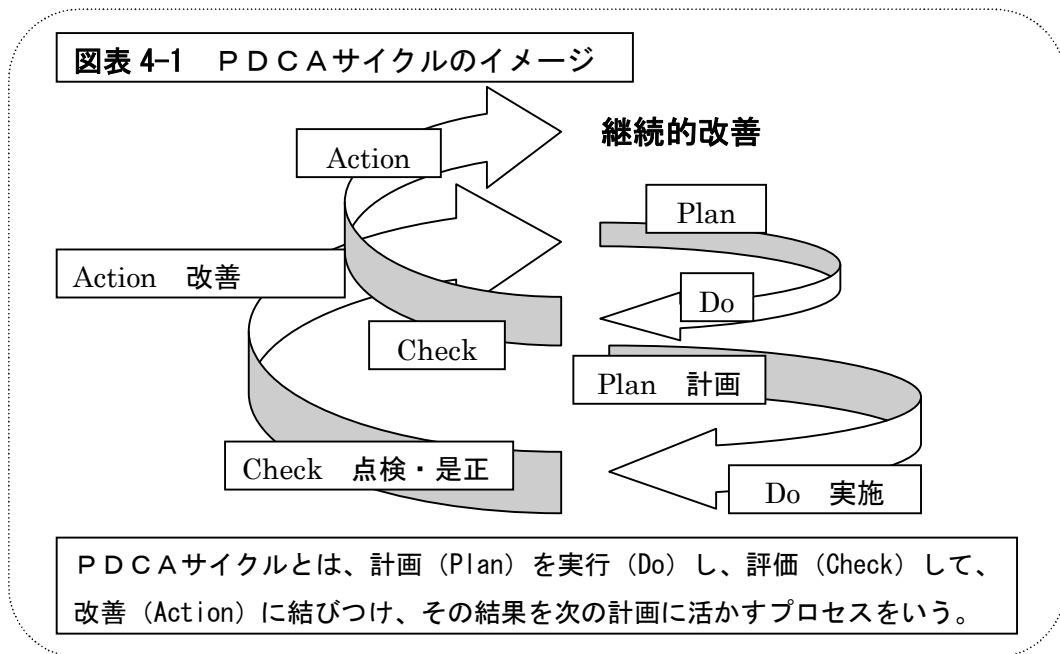 図表 4-1 ＰＤＣＡサイクルのイメージ
継続的改善
Action
Plan
Action 改善
Do
Check
Plan 計画
Check 点検・是正
Do 実施
ＰＤＣＡサイクルとは、計画（Plan）を実行（Do）し、評価（Check）して、
改善（Action）に結びつけ、その結果を次の計画に活かすプロセスをいう。